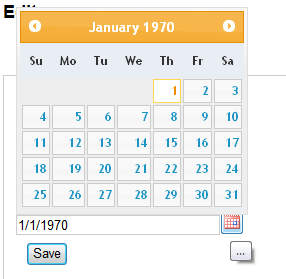 January 1970
Su Mo Tu We Th Fr Sa
1 2 3
4 5 6 7 8 9 10
11 12 13 14 15 16 17
18 19 20 21 22 23 24
25 26 27 28 29 30 31
1/1/1970
Save ...